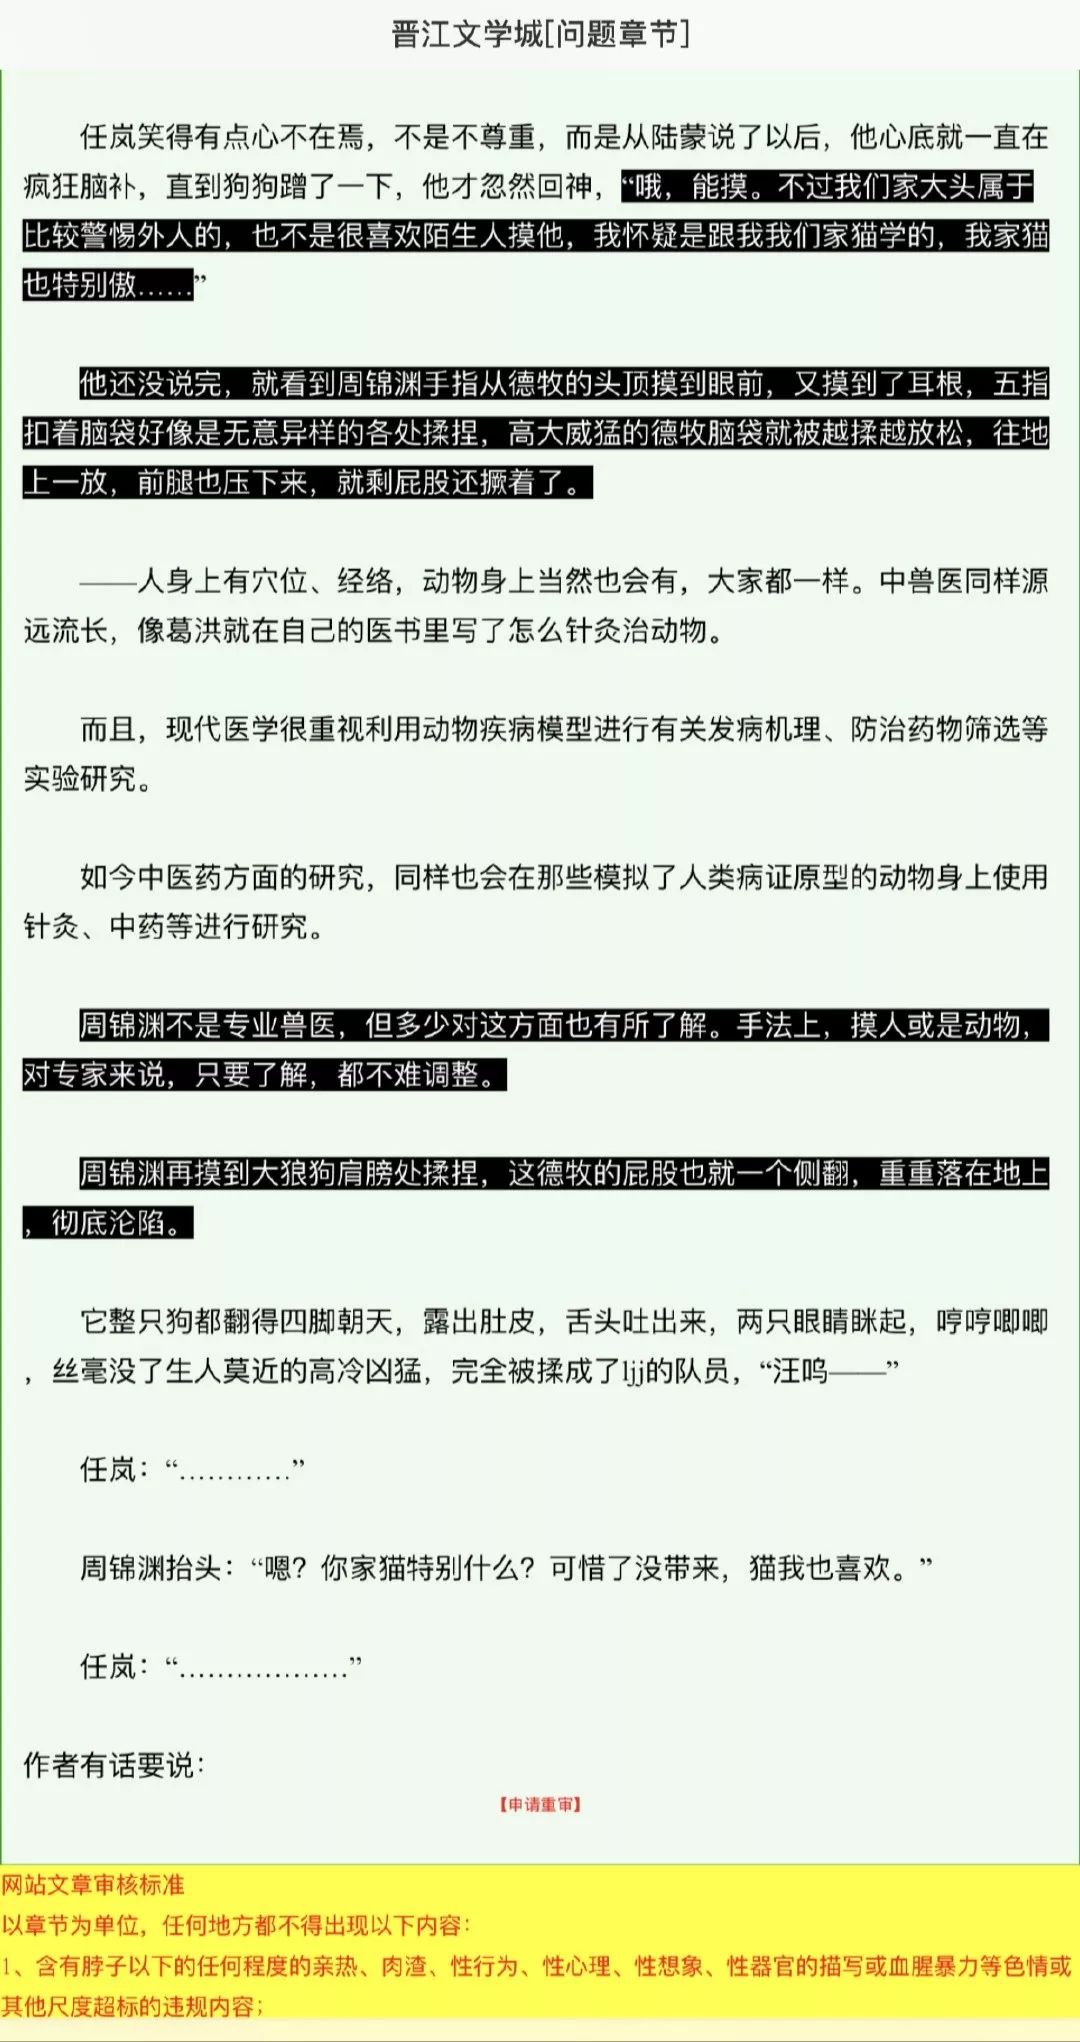 晋江文学城[问题章节]
任岚笑得有点心不在焉，不是不尊重，而是从陆蒙说了以后，他心底就一直在
疯狂脑补，直到狗狗蹭了一下，他才忽然回神，“哦，能摸。不过我们家大头属于
比较警惕外人的，也不是很喜欢陌生人摸他，我怀疑是跟我我们家猫学的，我家猫
也特别傲……”
他还没说完，就看到周锦渊手指从德牧的头顶摸到眼前，又摸到了耳根，五指
扣着脑袋好像是无意异样的各处揉捏，高大威猛的德牧脑袋就被越揉越放松，往地
上一放，前腿也压下来，就剩屁股还撅着了。
——人身上有穴位、经络，动物身上当然也会有，大家都一样。中兽医同样源
远流长，像葛洪就在自己的医书里写了怎么针灸治动物。
而且，现代医学很重视利用动物疾病模型进行有关发病机理、防治药物筛选等
实验研究。
如今中医药方面的研究，同样也会在那些模拟了人类病证原型的动物身上使用
针灸、中药等进行研究。
周锦渊不是专业兽医，但多少对这方面也有所了解。手法上，摸人或是动物，
对专家来说，只要了解，都不难调整。
周锦渊再摸到大狼狗肩膀处揉捏，这德牧的屁股也就一个侧翻，重重落在地上
，彻底沦陷。
它整只狗都翻得四脚朝天，露出肚皮，舌头吐出来，两只眼睛眯起，哼哼唧唧
，丝毫没了生人莫近的高冷凶猛，完全被揉成了ljj的队员，“汪呜——”
任岚：“…………”
周锦渊抬头：“嗯？你家猫特别什么？可惜了没带来，猫我也喜欢。”
任岚：“………………”
作者有话要说：
【申请重审】
网站文章审核标准
以章节为单位，任何地方都不得出现以下内容：
1、含有脖子以下的任何程度的亲热、肉渣、性行为、性心理、性想象、性器官的描写或血腥暴力等色情或
其他尺度超标的违规内容；